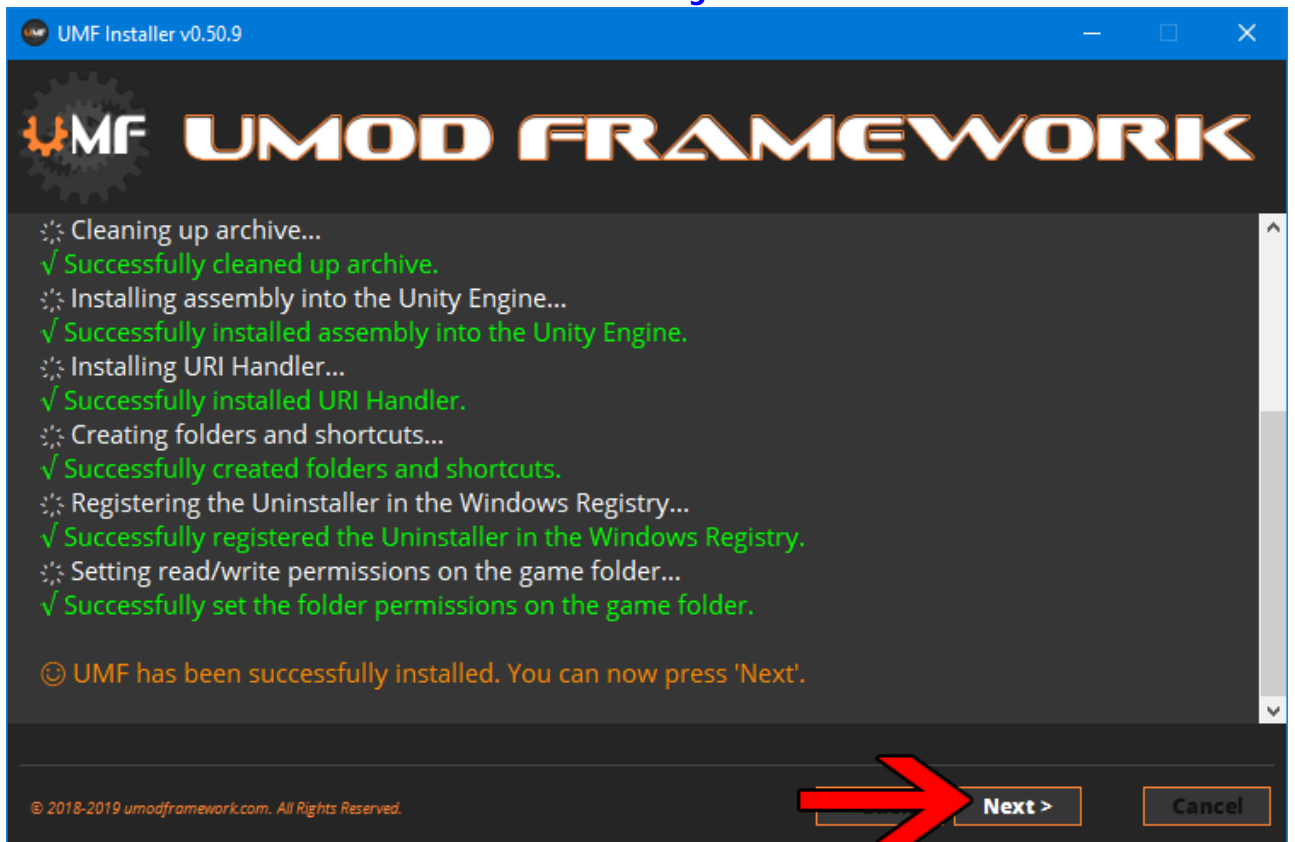 UMF Installer v0.50.9
UMF UMOD FRAMEWORK
Cleaning up archive...
√ Successfully cleaned up archive.
Installing assembly into the Unity Engine...
√ Successfully installed assembly into the Unity Engine.
Installing URI Handler...
√ Successfully installed URI Handler.
Creating folders and shortcuts...
√ Successfully created folders and shortcuts.
Registering the Uninstaller in the Windows Registry...
√ Successfully registered the Uninstaller in the Windows Registry.
Setting read/write permissions on the game folder...
√ Successfully set the folder permissions on the game folder.
☺ UMF has been successfully installed. You can now press 'Next'.
© 2018-2019 umodframework.com. All Rights Reserved.
Next >
Cancel